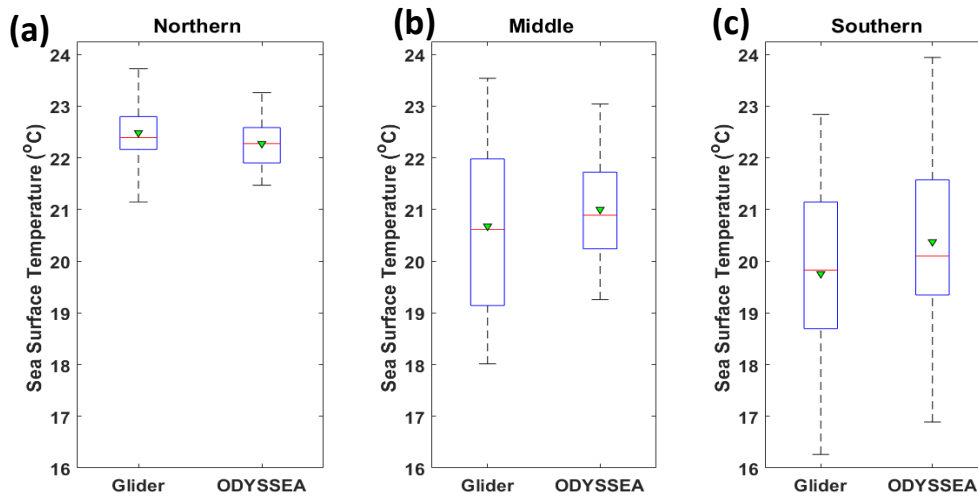 (a)
Northern
Sea Surface Temperature (°C)
24
23
22
21
20
19
18
17
16
Glider
ODYSSEA
(b)
Middle
Sea Surface Temperature (°C)
24
23
22
21
20
19
18
17
16
Glider
ODYSSEA
(c)
Southern
Sea Surface Temperature (°C)
24
23
22
21
20
19
18
17
16
Glider
ODYSSEA